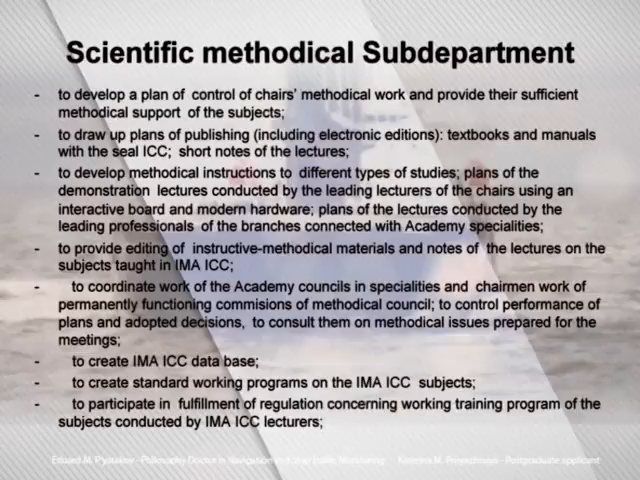 Scientific methodical Subdepartment
- to develop a plan of control of chairs' methodical work and provide their sufficient
methodical support of the subjects;
- to draw up plans of publishing (including electronic editions): textbooks and manuals
with the seal ICC; short notes of the lectures;
- to develop methodical instructions to different types of studies; plans of the
demonstration lectures conducted by the leading lecturers of the chairs using an
interactive board and modern hardware; plans of the lectures conducted by the
leading professionals of the branches connected with Academy specialities;
- to provide editing of instructive-methodical materials and notes of the lectures on the
subjects taught in IMA ICC;
- to coordinate work of the Academy councils in specialities and chairmen work of
permanently functioning commisions of methodical council; to control performance of
plans and adopted decisions, to consult them on methodical issues prepared for the
meetings;
- to create IMA ICC data base;
- to create standard working programs on the IMA ICC subjects;
- to participate in fulfillment of regulation concerning working training program of the
subjects conducted by IMA ICC lecturers;
Eduard M. - Philosophy Doctor in Navigation and - Postgraduate applicant